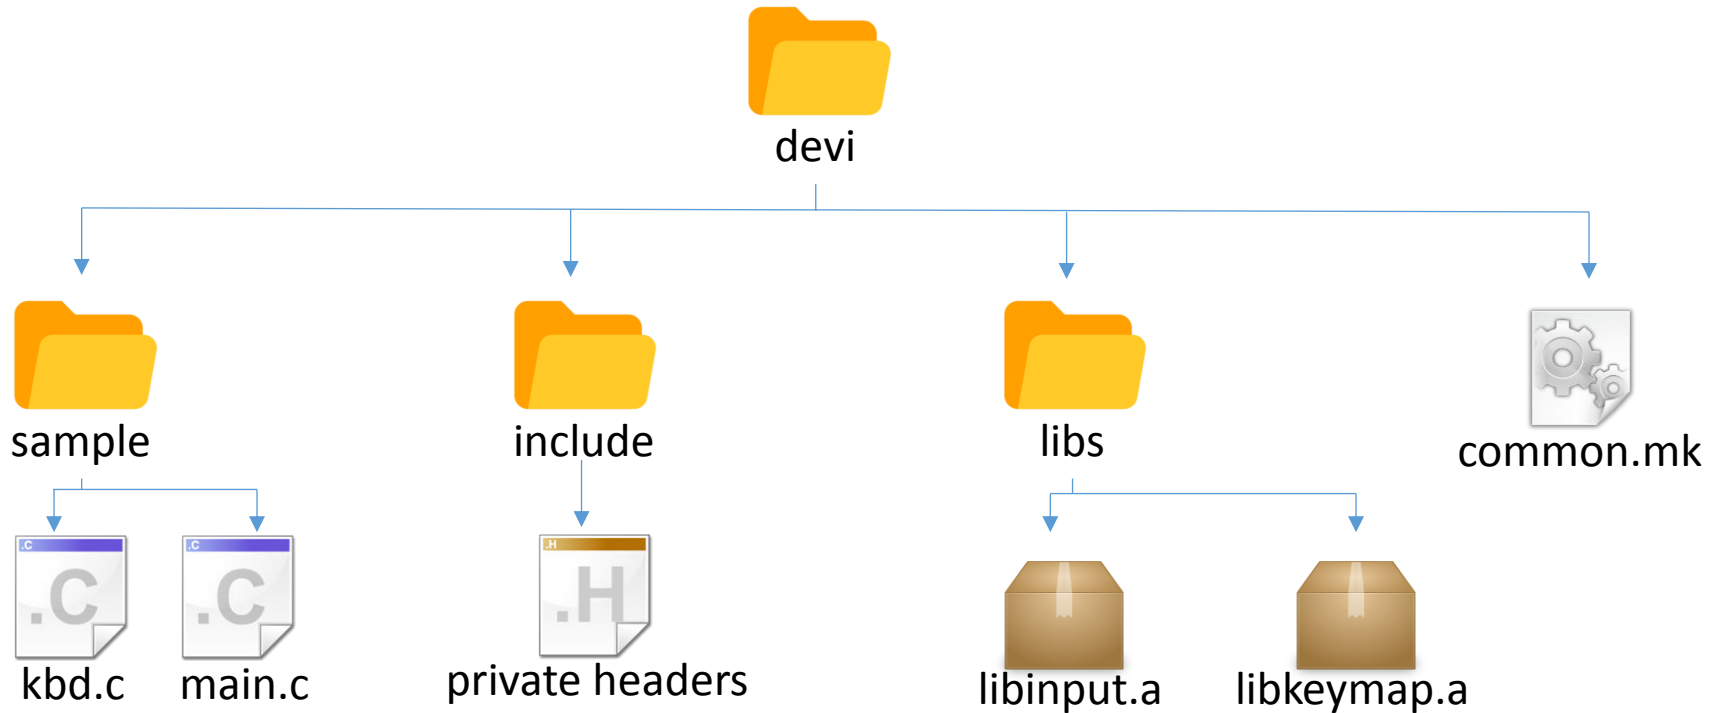 devi
sample
include
libs
common.mk
.C
.C
.H
.C
.C
.H
kbd.c
main.c
private headers
libinput.a
libkeymap.a